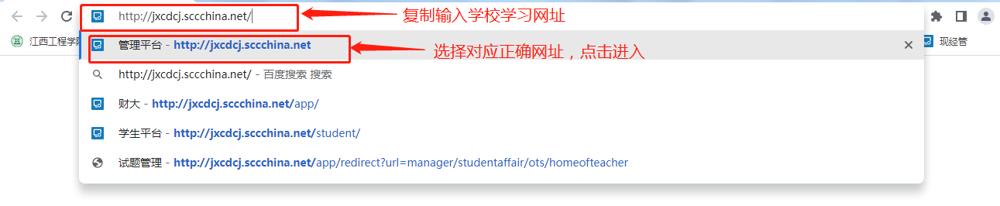 http://jxcdcj.sccchina.net/
复制输入学校学习网址
江西工程学院
管理平台 - http://jxcdcj.sccchina.net
选择对应正确网址，点击进入
现经管
http://jxcdcj.sccchina.net/ - 百度搜索 搜索
财大 - http://jxcdcj.sccchina.net/app/
学生平台 - http://jxcdcj.sccchina.net/student/
试题管理 - http://jxcdcj.sccchina.net/app/redirect?url=manager/studentaffair/ots/homeofteacher